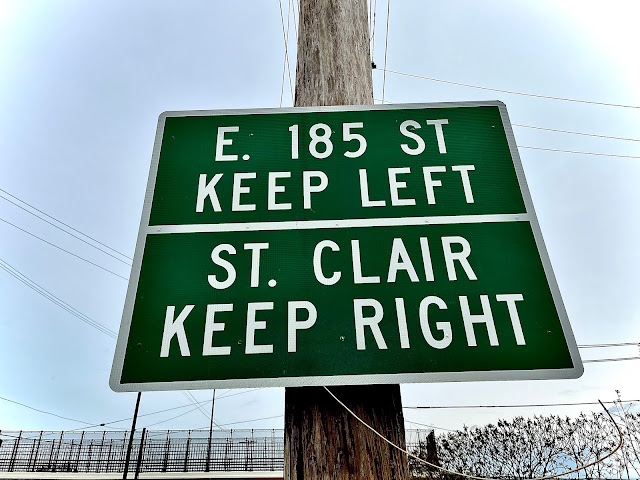 E. 185 ST
KEEP LEFT
ST. CLAIR
KEEP RIGHT